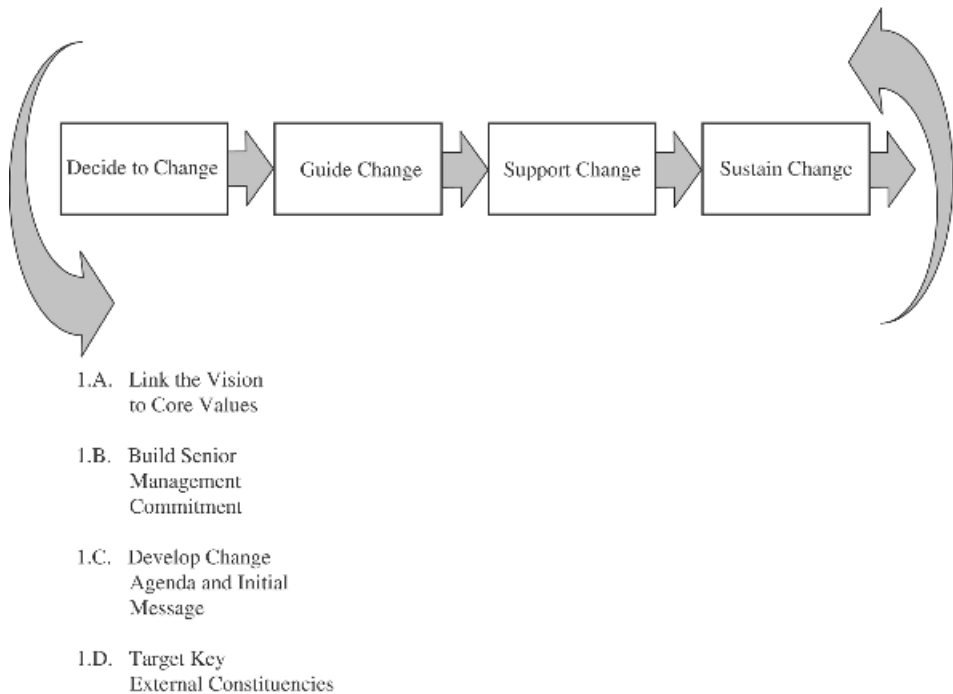 Decide to Change
Guide Change
Support Change
Sustain Change
1.A. Link the Vision
to Core Values
1.B. Build Senior
Management
Commitment
1.C. Develop Change
Agenda and Initial
Message
1.D. Target Key
External Constituencies